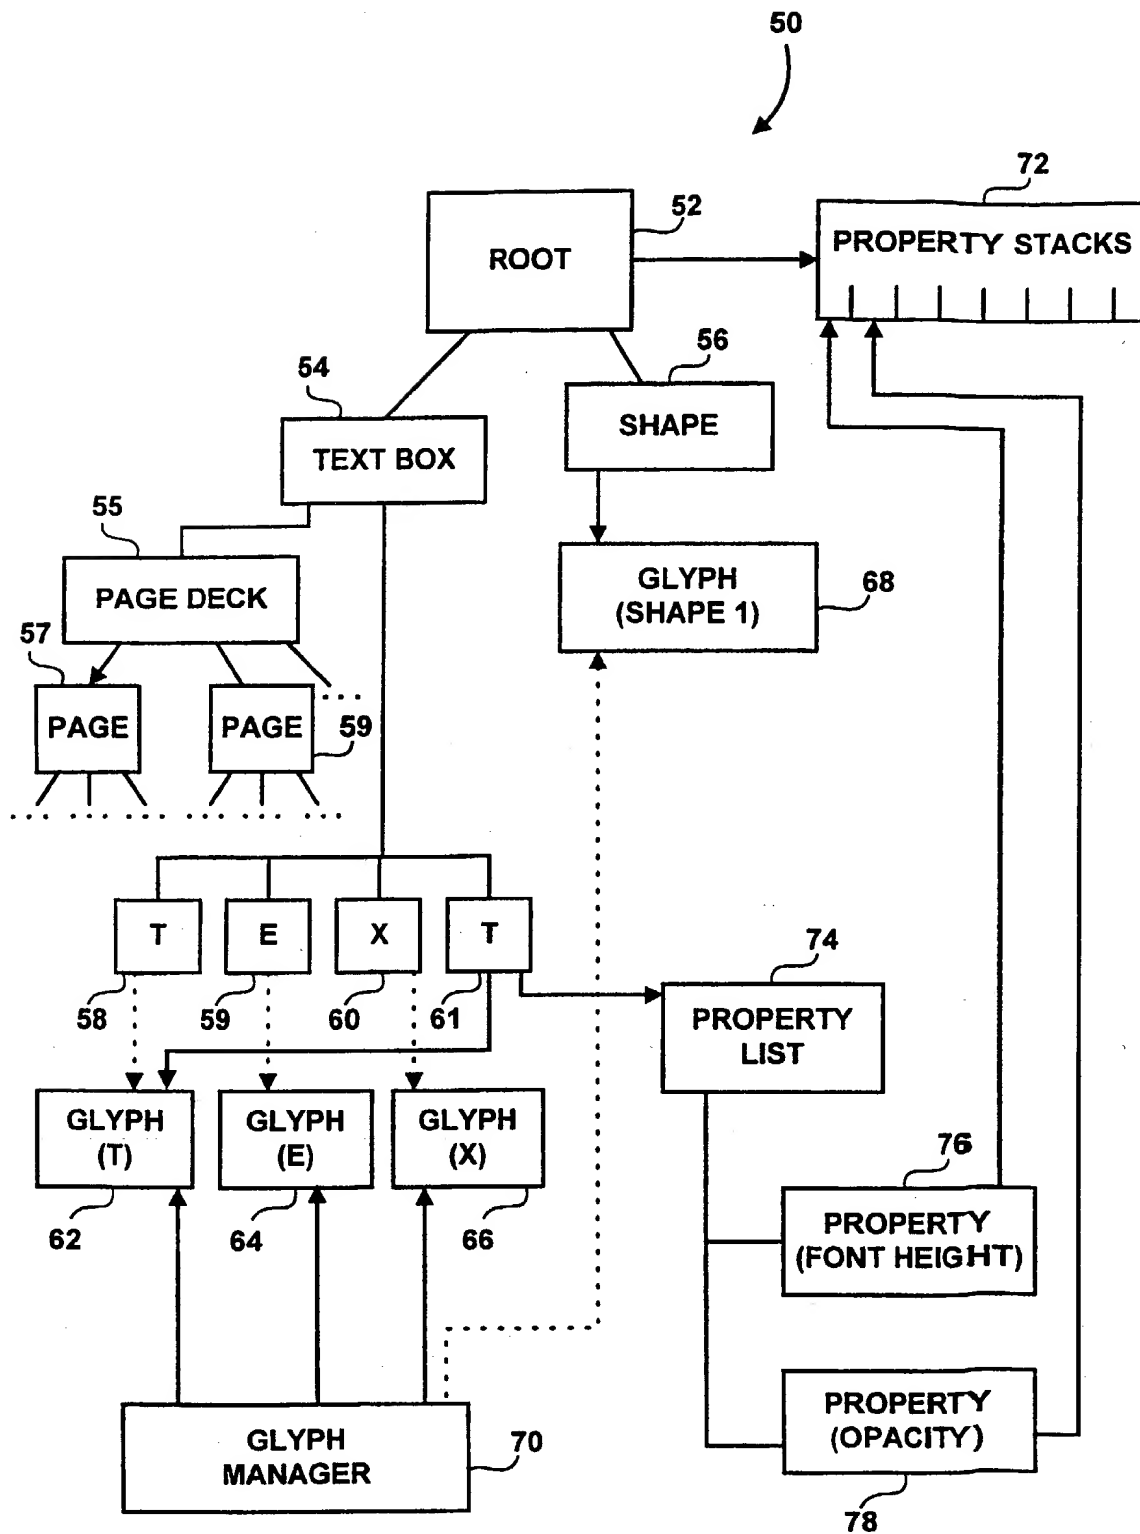 50
72
52
PROPERTY STACKS
ROOT
56
54
SHAPE
TEXT BOX
55
GLYPH
(SHAPE 1)
68
PAGE DECK
57
PAGE
PAGE
59
T
E
X
T
74
58
59
60
61
PROPERTY
LIST
GLYPH
(T)
GLYPH
(E)
GLYPH
(X)
76
62
64
66
PROPERTY
(FONT HEIGHT)
PROPERTY
(OPACITY)
GLYPH
MANAGER
70
78